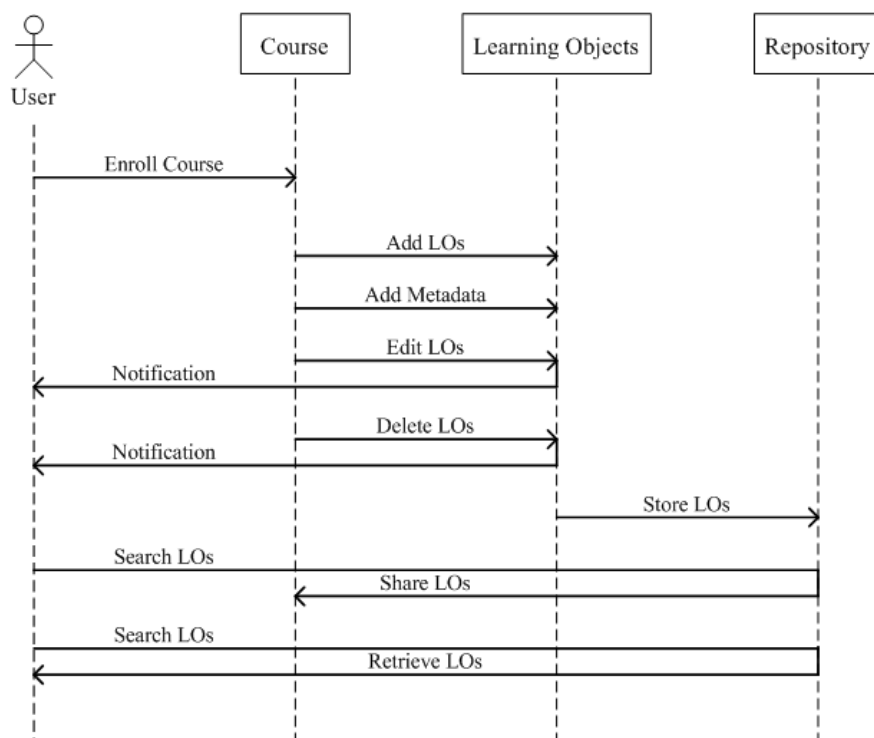 Course
Learning Objects
Repository
User
Enroll Course
Add LOs
Add Metadata
Edit LOs
Notification
Delete LOs
Notification
Store LOs
Search LOs
Share LOs
Search LOs
Retrieve LOs